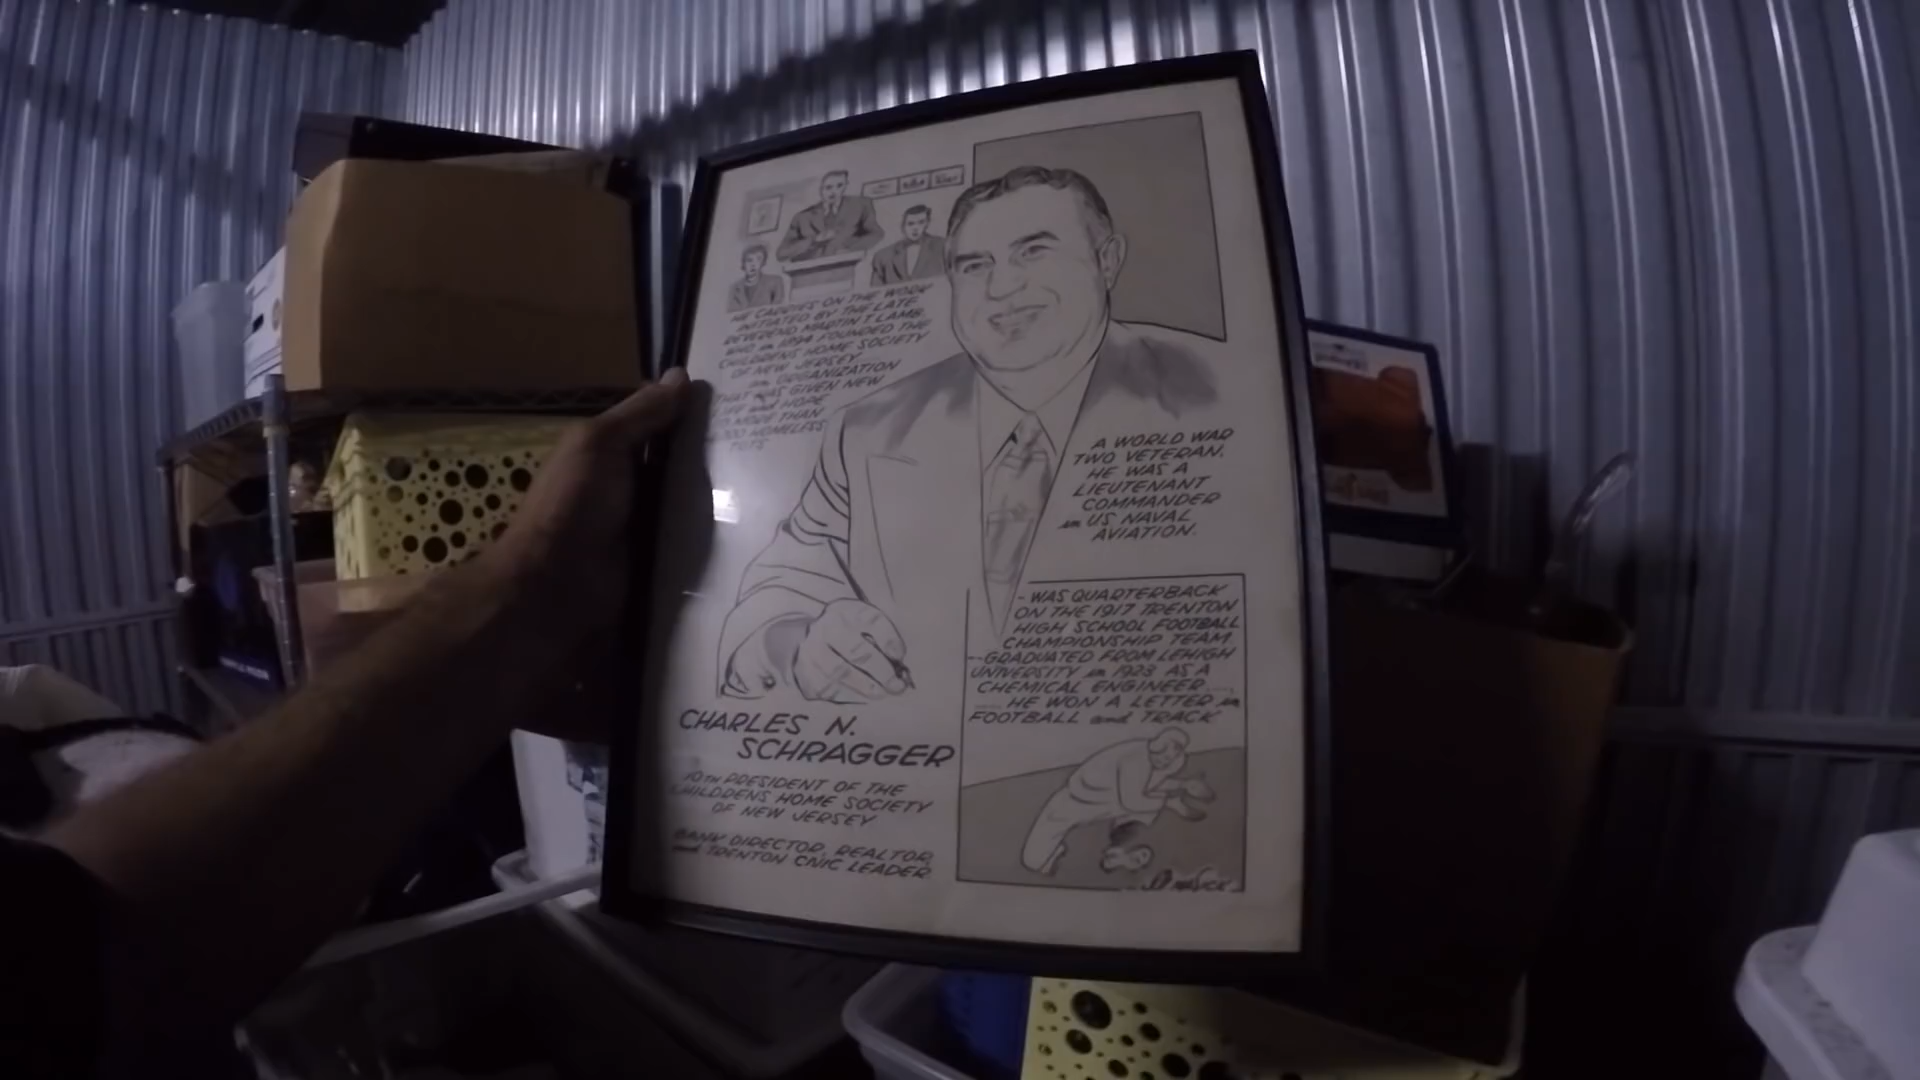 HE CARRIES ON THE WORK
INITIATED BY THE LATE
REVEREND MARTIN T. LAMB
WHO in 1894 FOUNDED THE
CHILDRENS HOME SOCIETY
OF NEW JERSEY
an ORGANIZATION
THAT HAS GIVEN NEW
LIFE and HOPE
TO MORE THAN
HOMELESS
TOTS
A WORLD WAR
TWO VETERAN,
HE WAS A
LIEUTENANT
COMMANDER
in US NAVAL
AVIATION.
- WAS QUARTERBACK
ON THE 1917 TRENTON
HIGH SCHOOL FOOTBALL
CHAMPIONSHIP TEAM
--GRADUATED FROM LEHIGH
UNIVERSITY in 1923 AS A
CHEMICAL ENGINEER....
.... HE WON A LETTER in
FOOTBALL and TRACK
CHARLES N.
SCHRAGGER
10TH PRESIDENT OF THE
CHILDRENS HOME SOCIETY
OF NEW JERSEY
BANK DIRECTOR, REALTOR,
and TRENTON CIVIC LEADER.